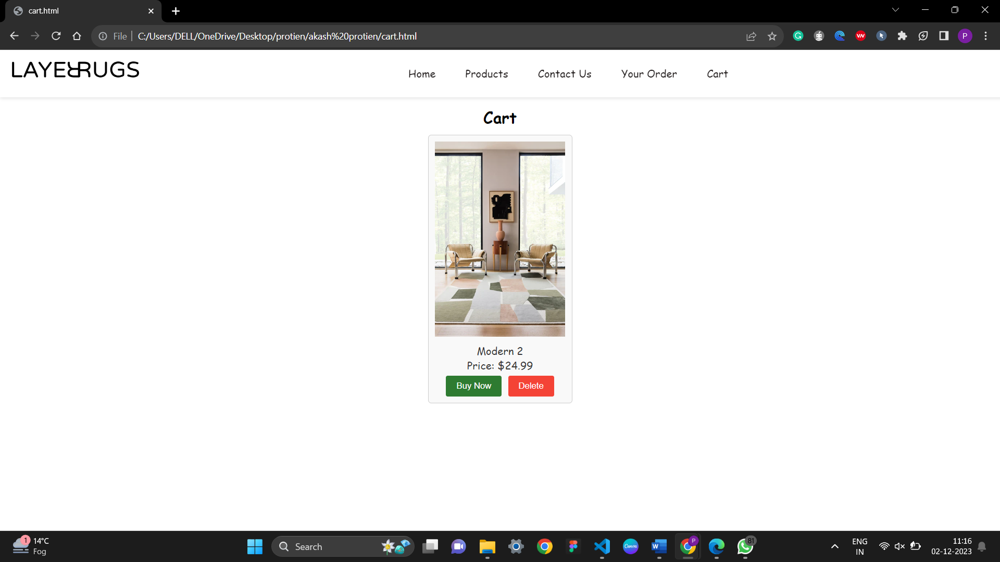 cart.html
File
C:/Users/DELL/OneDrive/Desktop/protien/akash%20protien/cart.html
P
LAYERRUGS
Home Products Contact Us Your Order Cart
Cart
Modern 2
Price: $24.99
Buy Now Delete
1
14°C
Fog
Search
Canva
W
P
81
ENG
IN
11:16
02-12-2023